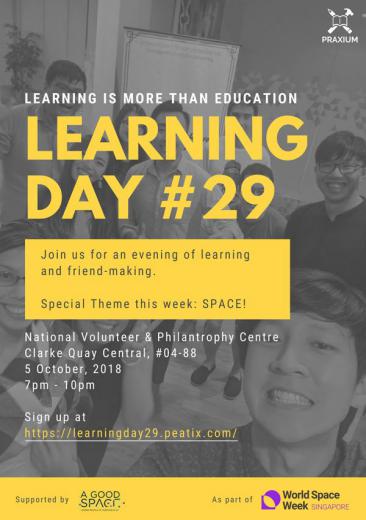 PRAXIUM
LEARNING IS MORE THAN EDUCATION
LEARNING
DAY #29
Join us for an evening of learning
and friend-making.
Special Theme this week: SPACE!
National Volunteer & Philantrophy Centre
Clarke Quay Central, #04-88
5 October, 2018
7pm - 10pm
Sign up at
https://learningday29.peatix.com/
Supported by
A GOOD
SPACE
As part of
World Space
Week SINGAPORE